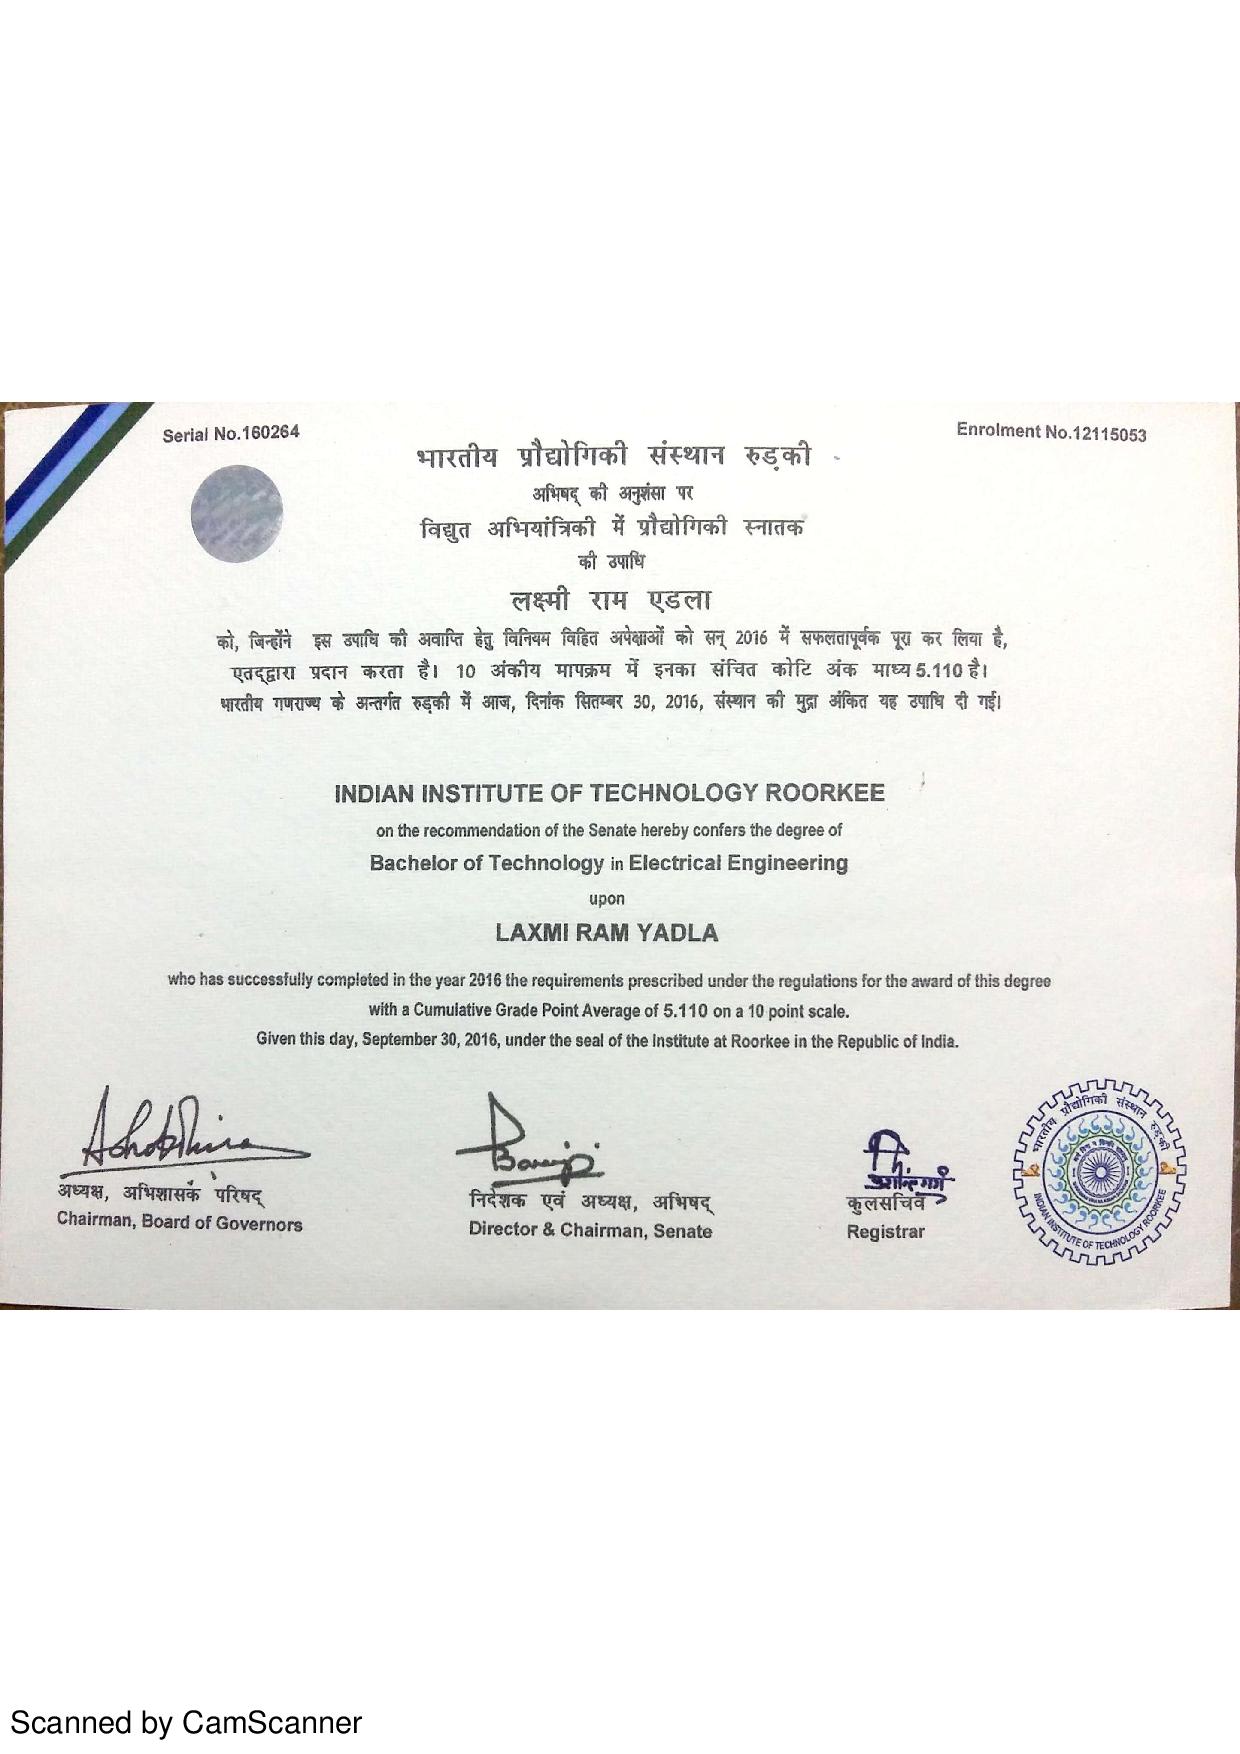 Serial No.160264
Enrolment No.12115053
भारतीय प्रौद्योगिकी संस्थान रुड़की
अभिषद् की अनुशंसा पर
विद्युत अभियांत्रिकी में प्रौद्योगिकी स्नातक
की उपाधि
लक्ष्मी राम एडला
को, जिन्होंने इस उपाधि की अवाप्ति हेतु विनियम विहित अपेक्षाओं को सन् 2016 में सफलतापूर्वक पूरा कर लिया है,
एतद्द्वारा प्रदान करता है। 10 अंकीय मापक्रम में इनका संचित कोटि अंक माध्य 5.110 है।
भारतीय गणराज्य के अन्तर्गत रुड़की में आज, दिनांक सितम्बर 30, 2016, संस्थान की मुद्रा अंकित यह उपाधि दी गई।
INDIAN INSTITUTE OF TECHNOLOGY ROORKEE
on the recommendation of the Senate hereby confers the degree of
Bachelor of Technology in Electrical Engineering
upon
LAXMI RAM YADLA
who has successfully completed in the year 2016 the requirements prescribed under the regulations for the award of this degree
with a Cumulative Grade Point Average of 5.110 on a 10 point scale.
Given this day, September 30, 2016, under the seal of the Institute at Roorkee in the Republic of India.
अध्यक्ष, अभिशासक परिषद्
Chairman, Board of Governors
निदेशक एवं अध्यक्ष, अभिषद्
Director & Chairman, Senate
कुलसचिव
Registrar
भारतीय प्रौद्योगिकी संस्थान रुड़की
INDIAN INSTITUTE OF TECHNOLOGY ROORKEE
Scanned by CamScanner